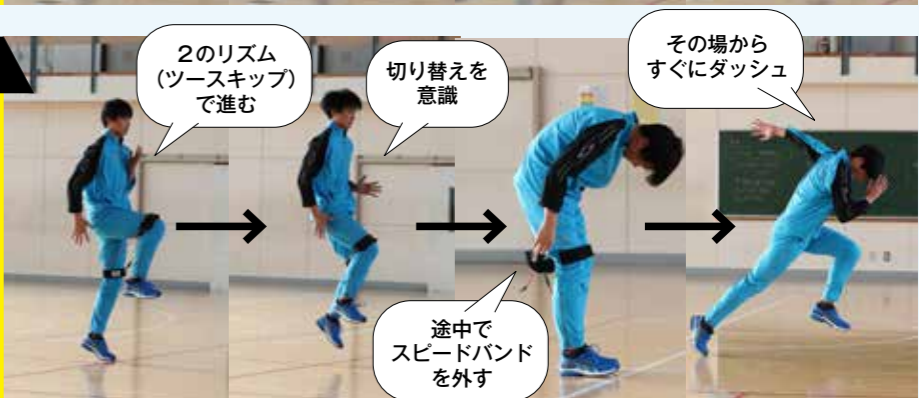 2のリズム
（ツースキップ）
で進む
切り替えを
意識
途中で
スピードバンド
を外す
その場から
すぐにダッシュ